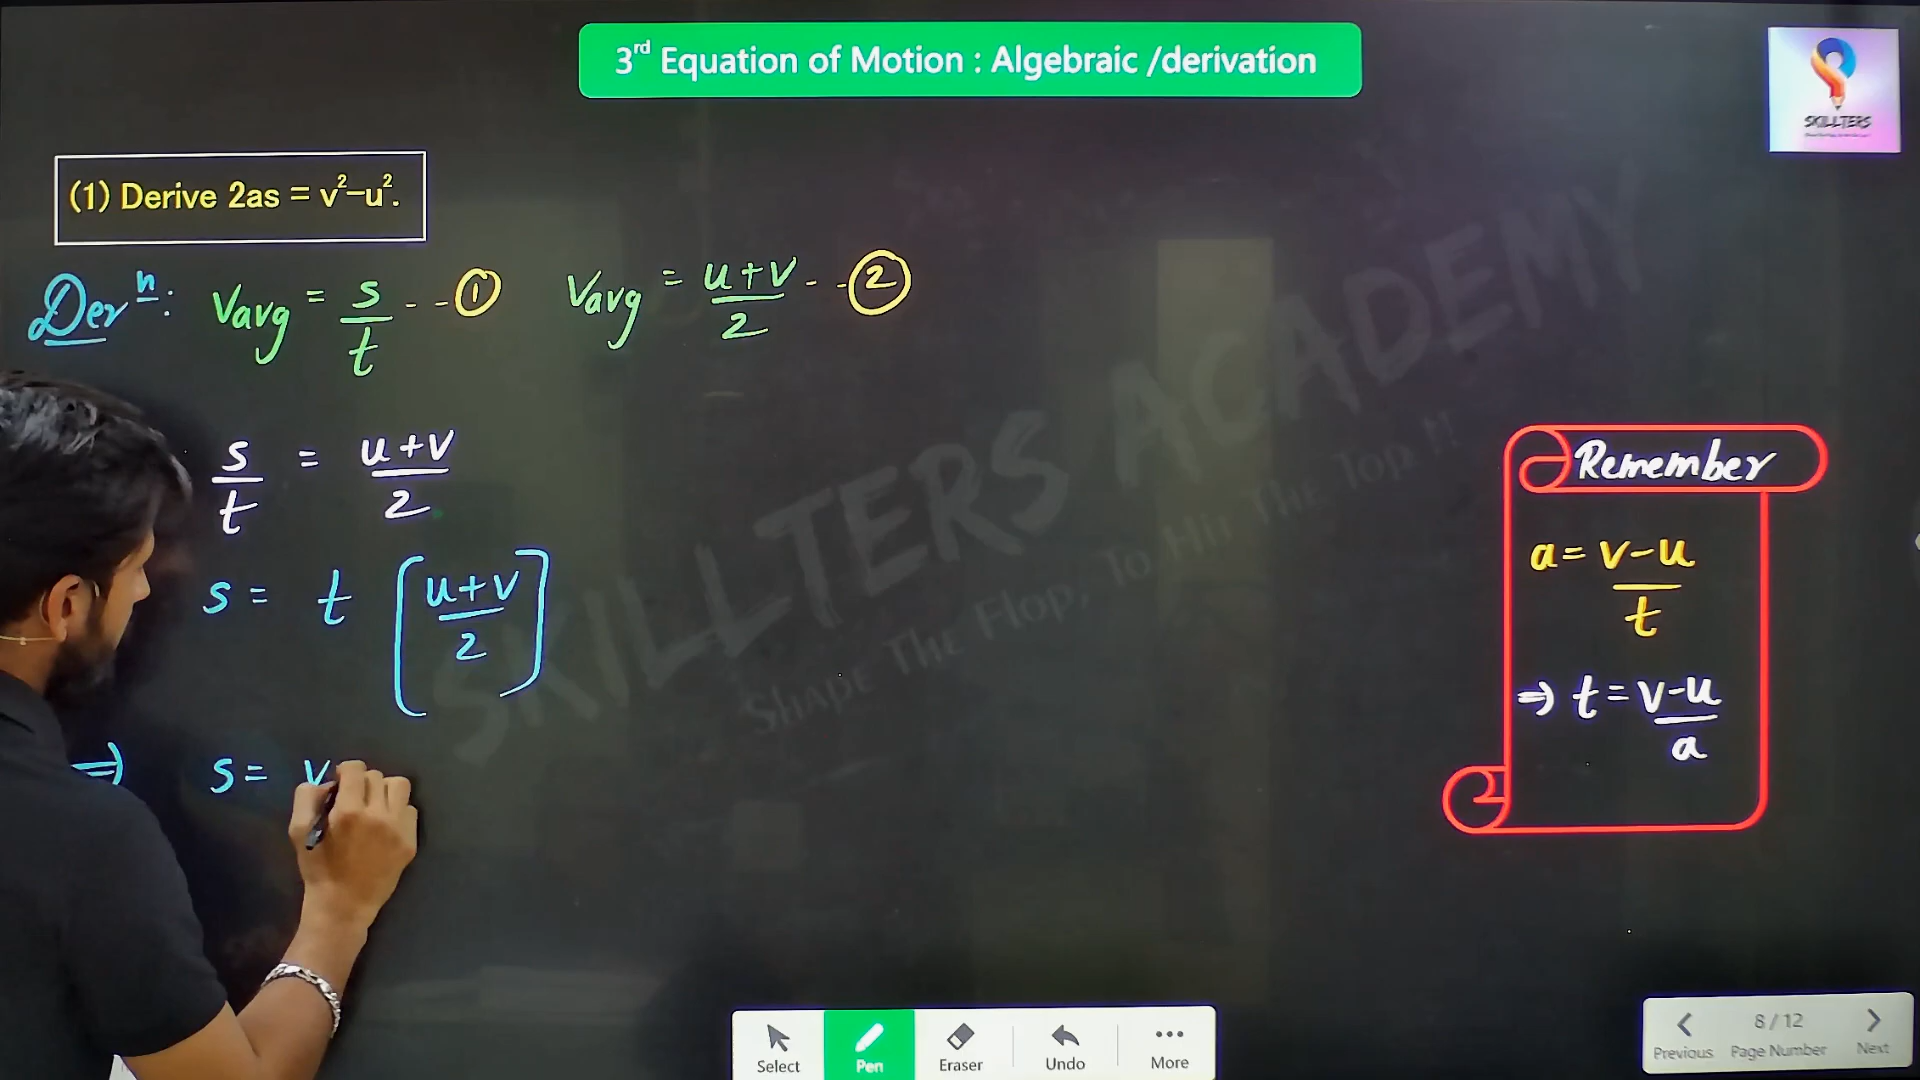 3rd Equation of Motion : Algebraic /derivation
SKILLTERS
(1) Derive 2as = v²−u².
Derⁿ: Vavg = s/t --① Vavg = u+v/2 --②
s/t = u+v/2
s = t [u+v/2]
⇒ s = v
Remember
a = v-u/t
⇒ t = v-u/a
SKILLTERS ACADEMY
Shape The Flop, To Hit The Top !!
Select Pen Eraser Undo More
8 / 12
Previous Page Number Next